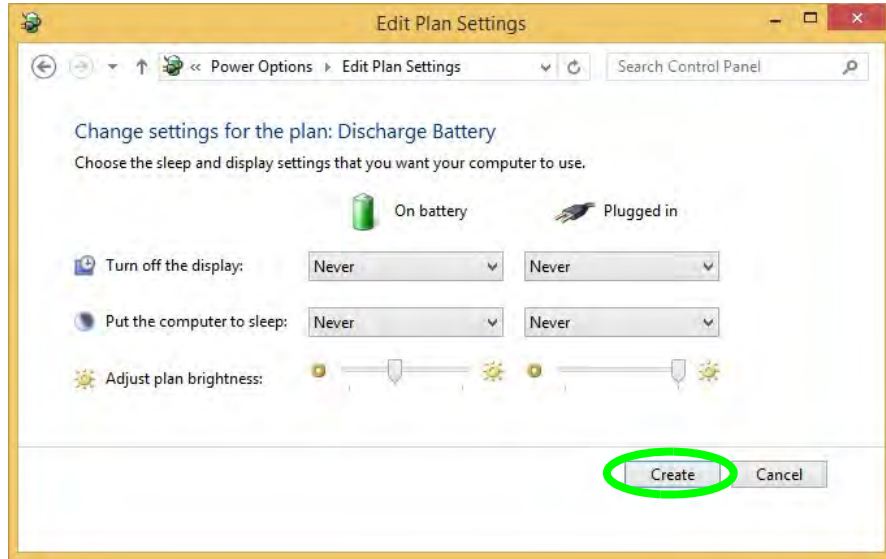 Edit Plan Settings
« Power Options Edit Plan Settings Search Control Panel
Change settings for the plan: Discharge Battery
Choose the sleep and display settings that you want your computer to use.
On battery Plugged in
Turn off the display: Never Never
Put the computer to sleep: Never Never
Adjust plan brightness:
Create Cancel